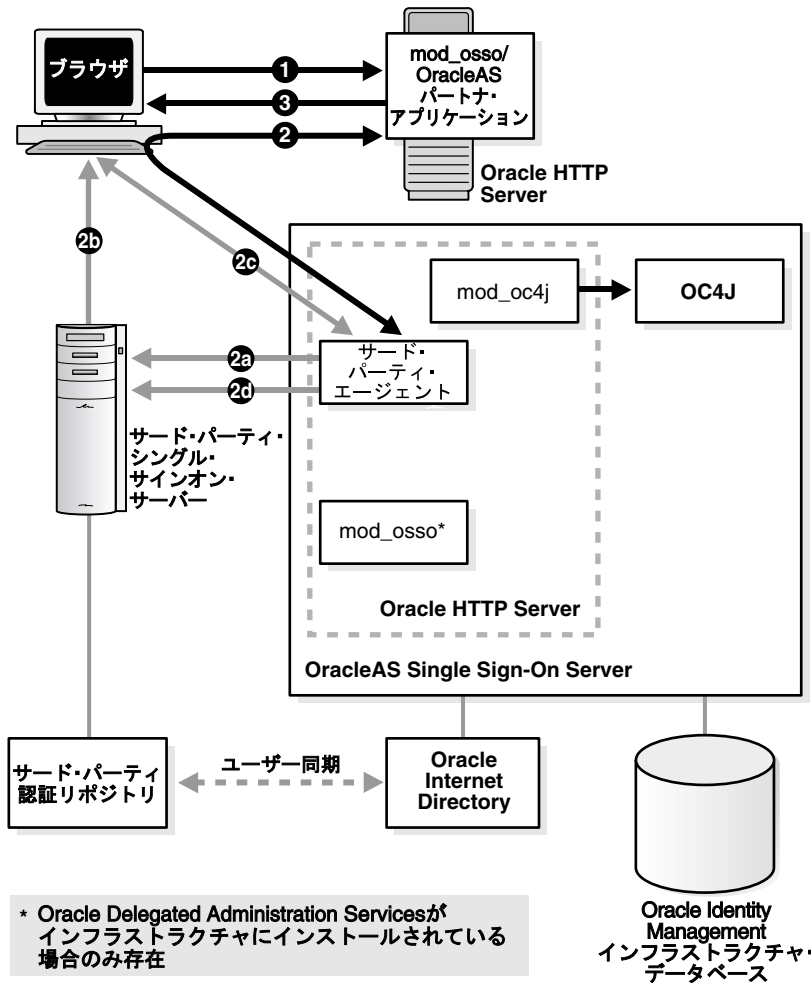 ブラウザ
1
3
2
mod_osso/
OracleAS
パートナ・
アプリケーション
Oracle HTTP
Server
2b
2c
mod_oc4j
OC4J
2a
2d
サード・
パーティ・
エージェント
サード・パーティ・
シングル・
サインオン・
サーバー
mod_osso*
Oracle HTTP Server
OracleAS Single Sign-On Server
サード・パーティ
認証リポジトリ
ユーザー同期
Oracle
Internet
Directory
Oracle Identity
Management
インフラストラクチャ・
データベース
* Oracle Delegated Administration Servicesが
インフラストラクチャにインストールされている
場合のみ存在